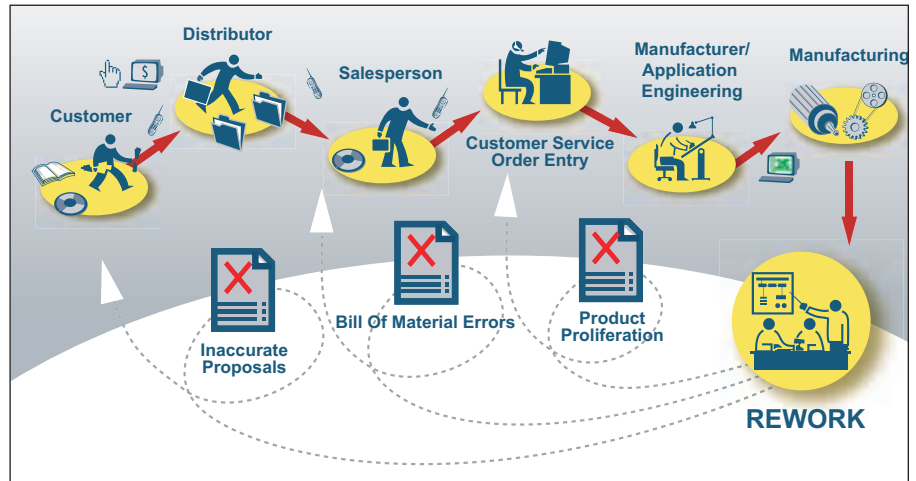 Distributor
Salesperson
Manufacturer/
Application
Engineering
Manufacturing
Customer
$
Customer Service
Order Entry
Bill Of Material Errors
Product
Proliferation
Inaccurate
Proposals
REWORK